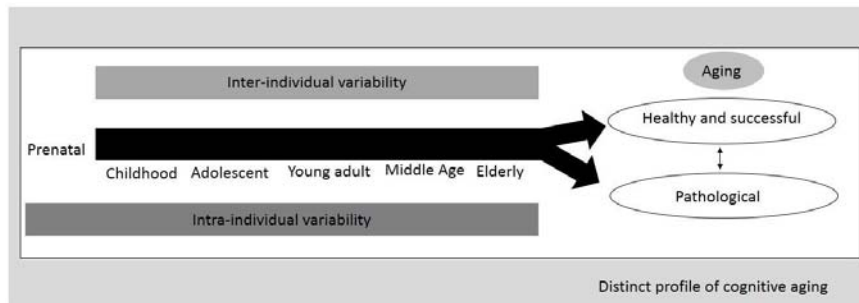 Inter-individual variability
Aging
Healthy and successful
Prenatal
Childhood Adolescent Young adult Middle Age Elderly
Pathological
Intra-individual variability
Distinct profile of cognitive aging